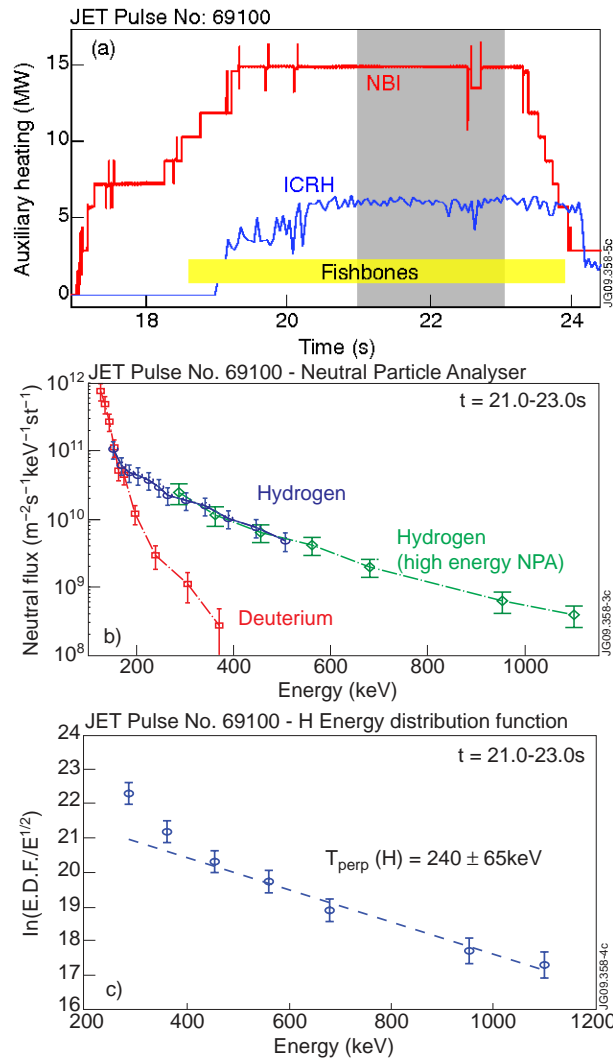 JET Pulse No: 69100
(a)
15
NBI
10
ICRH
5
Fishbones
0
18 20 22 24
Time (s)
Auxiliary heating (MW)
JG09.358-5c
JET Pulse No. 69100 - Neutral Particle Analyser
10¹²
t = 21.0-23.0s
10¹¹
Hydrogen
10¹⁰
Hydrogen
(high energy NPA)
10⁹
Deuterium
b)
10⁸
200 400 600 800 1000
Energy (keV)
Neutral flux (m⁻²s⁻¹keV⁻¹st⁻¹)
JG09.358-3c
JET Pulse No. 69100 - H Energy distribution function
24
t = 21.0-23.0s
23
22
21
20
T_perp (H) = 240 ± 65keV
19
18
17
c)
16
200 400 600 800 1000 1200
Energy (keV)
ln(E.D.F./E^1/2)
JG09.358-4c